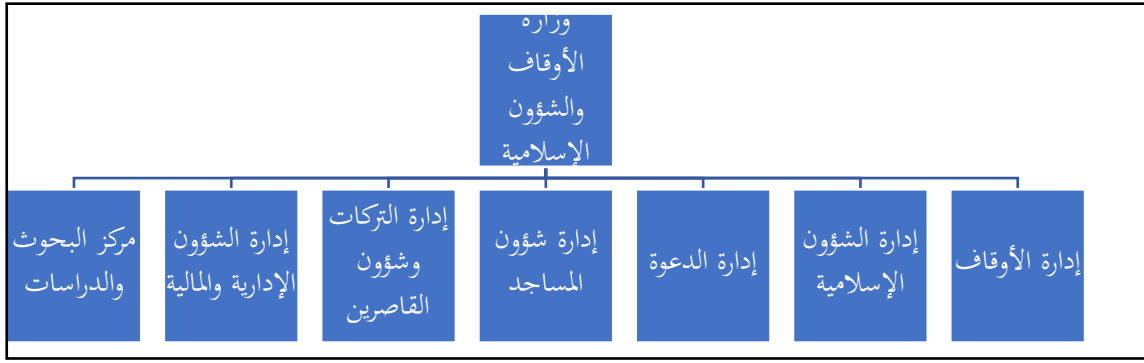 وزارة
الأوقاف
والشؤون
الإسلامية
إدارة الأوقاف
إدارة الشؤون
الإسلامية
إدارة الدعوة
إدارة شؤون
المساجد
إدارة التركات
وشؤون
القاصرين
إدارة الشؤون
الإدارية والمالية
مركز البحوث
والدراسات